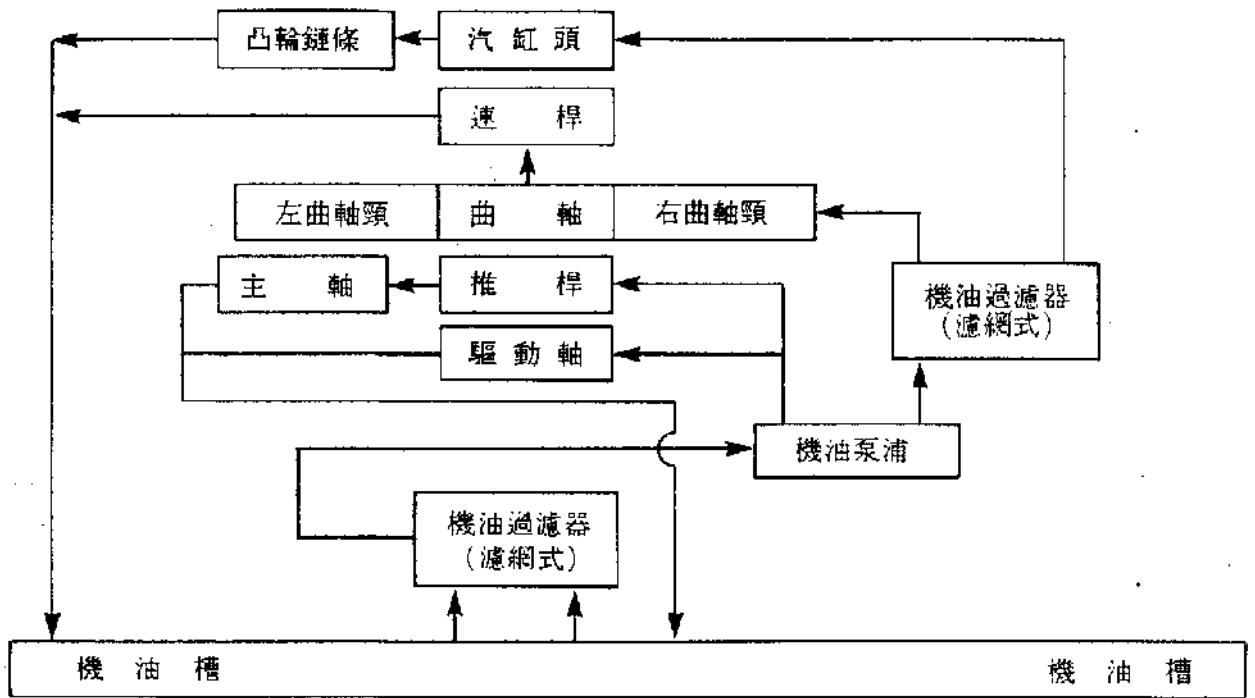 凸輪鏈條
汽缸頭
連桿
左曲軸頸
曲軸
右曲軸頸
主軸
推桿
機油過濾器
(濾網式)
驅動軸
機油泵浦
機油過濾器
(濾網式)
機油槽
機油槽